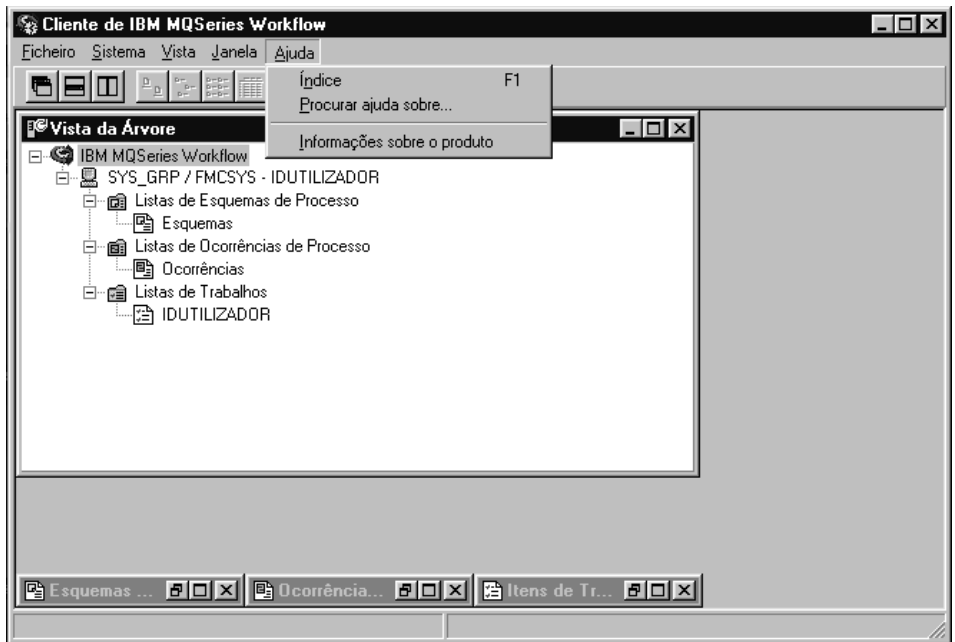 Cliente de IBM MQSeries Workflow
Ficheiro Sistema Vista Janela Ajuda
Índice F1
Procurar ajuda sobre...
Informações sobre o produto
Vista da Árvore
IBM MQSeries Workflow
SYS_GRP / FMCSYS - IDUTILIZADOR
Listas de Esquemas de Processo
Esquemas
Listas de Ocorrências de Processo
Ocorrências
Listas de Trabalhos
IDUTILIZADOR
Esquemas ... Ocorrência... Itens de Tr...